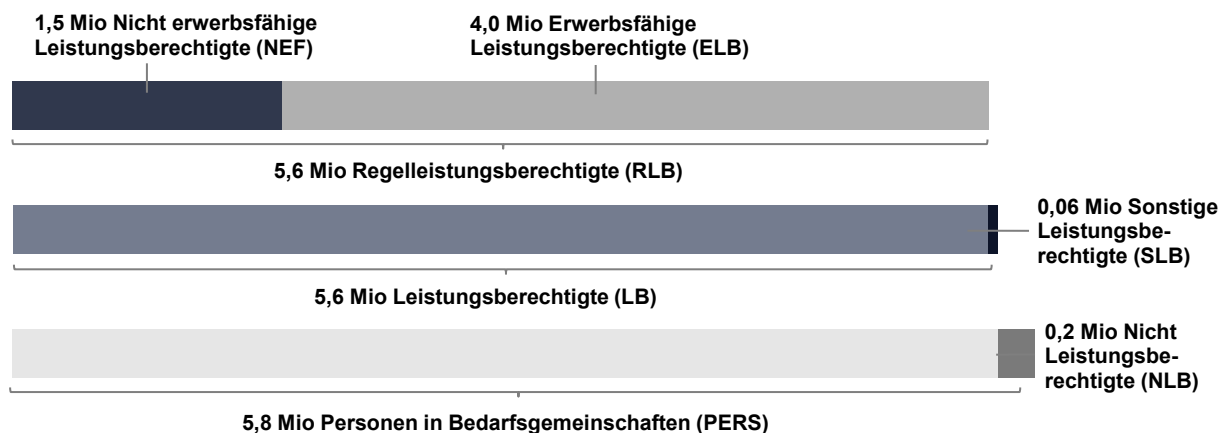 1,5 Mio Nicht erwerbsfähige
Leistungsberechtigte (NEF)
4,0 Mio Erwerbsfähige
Leistungsberechtigte (ELB)
5,6 Mio Regelleistungsberechtigte (RLB)
0,06 Mio Sonstige
Leistungsbe-
rechtigte (SLB)
5,6 Mio Leistungsberechtigte (LB)
0,2 Mio Nicht
Leistungsbe-
rechtigte (NLB)
5,8 Mio Personen in Bedarfsgemeinschaften (PERS)